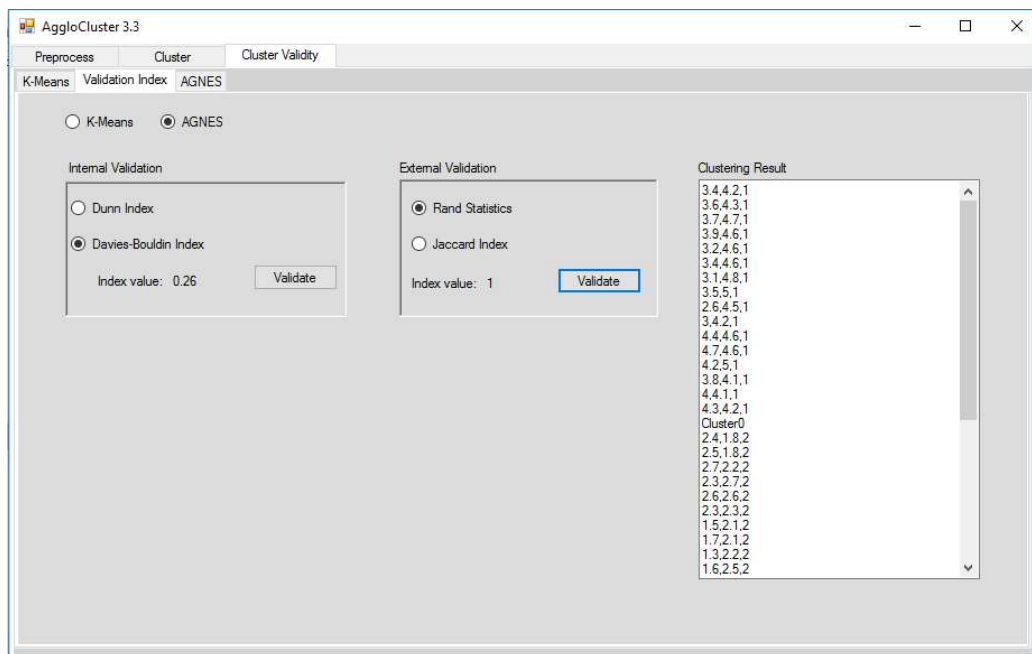 AggloCluster 3.3
Preprocess Cluster Cluster Validity
K-Means Validation Index AGNES
K-Means AGNES
Internal Validation
Dunn Index
Davies-Bouldin Index
Index value: 0.26 Validate
External Validation
Rand Statistics
Jaccard Index
Index value: 1 Validate
Clustering Result
3.4,4.2,1
3.6,4.3,1
3.7,4.7,1
3.9,4.6,1
3.2,4.6,1
3.4,4.6,1
3.1,4.8,1
3.5,5,1
2.6,4.5,1
3,4.2,1
4.4,4.6,1
4.7,4.6,1
4.2,5,1
3.8,4.1,1
4,4.1,1
4.3,4.2,1
Cluster0
2.4,1.8,2
2.5,1.8,2
2.7,2.2,2
2.3,2.7,2
2.6,2.6,2
2.3,2.3,2
1.5,2.1,2
1.7,2.1,2
1.3,2.2,2
1.6,2.5,2